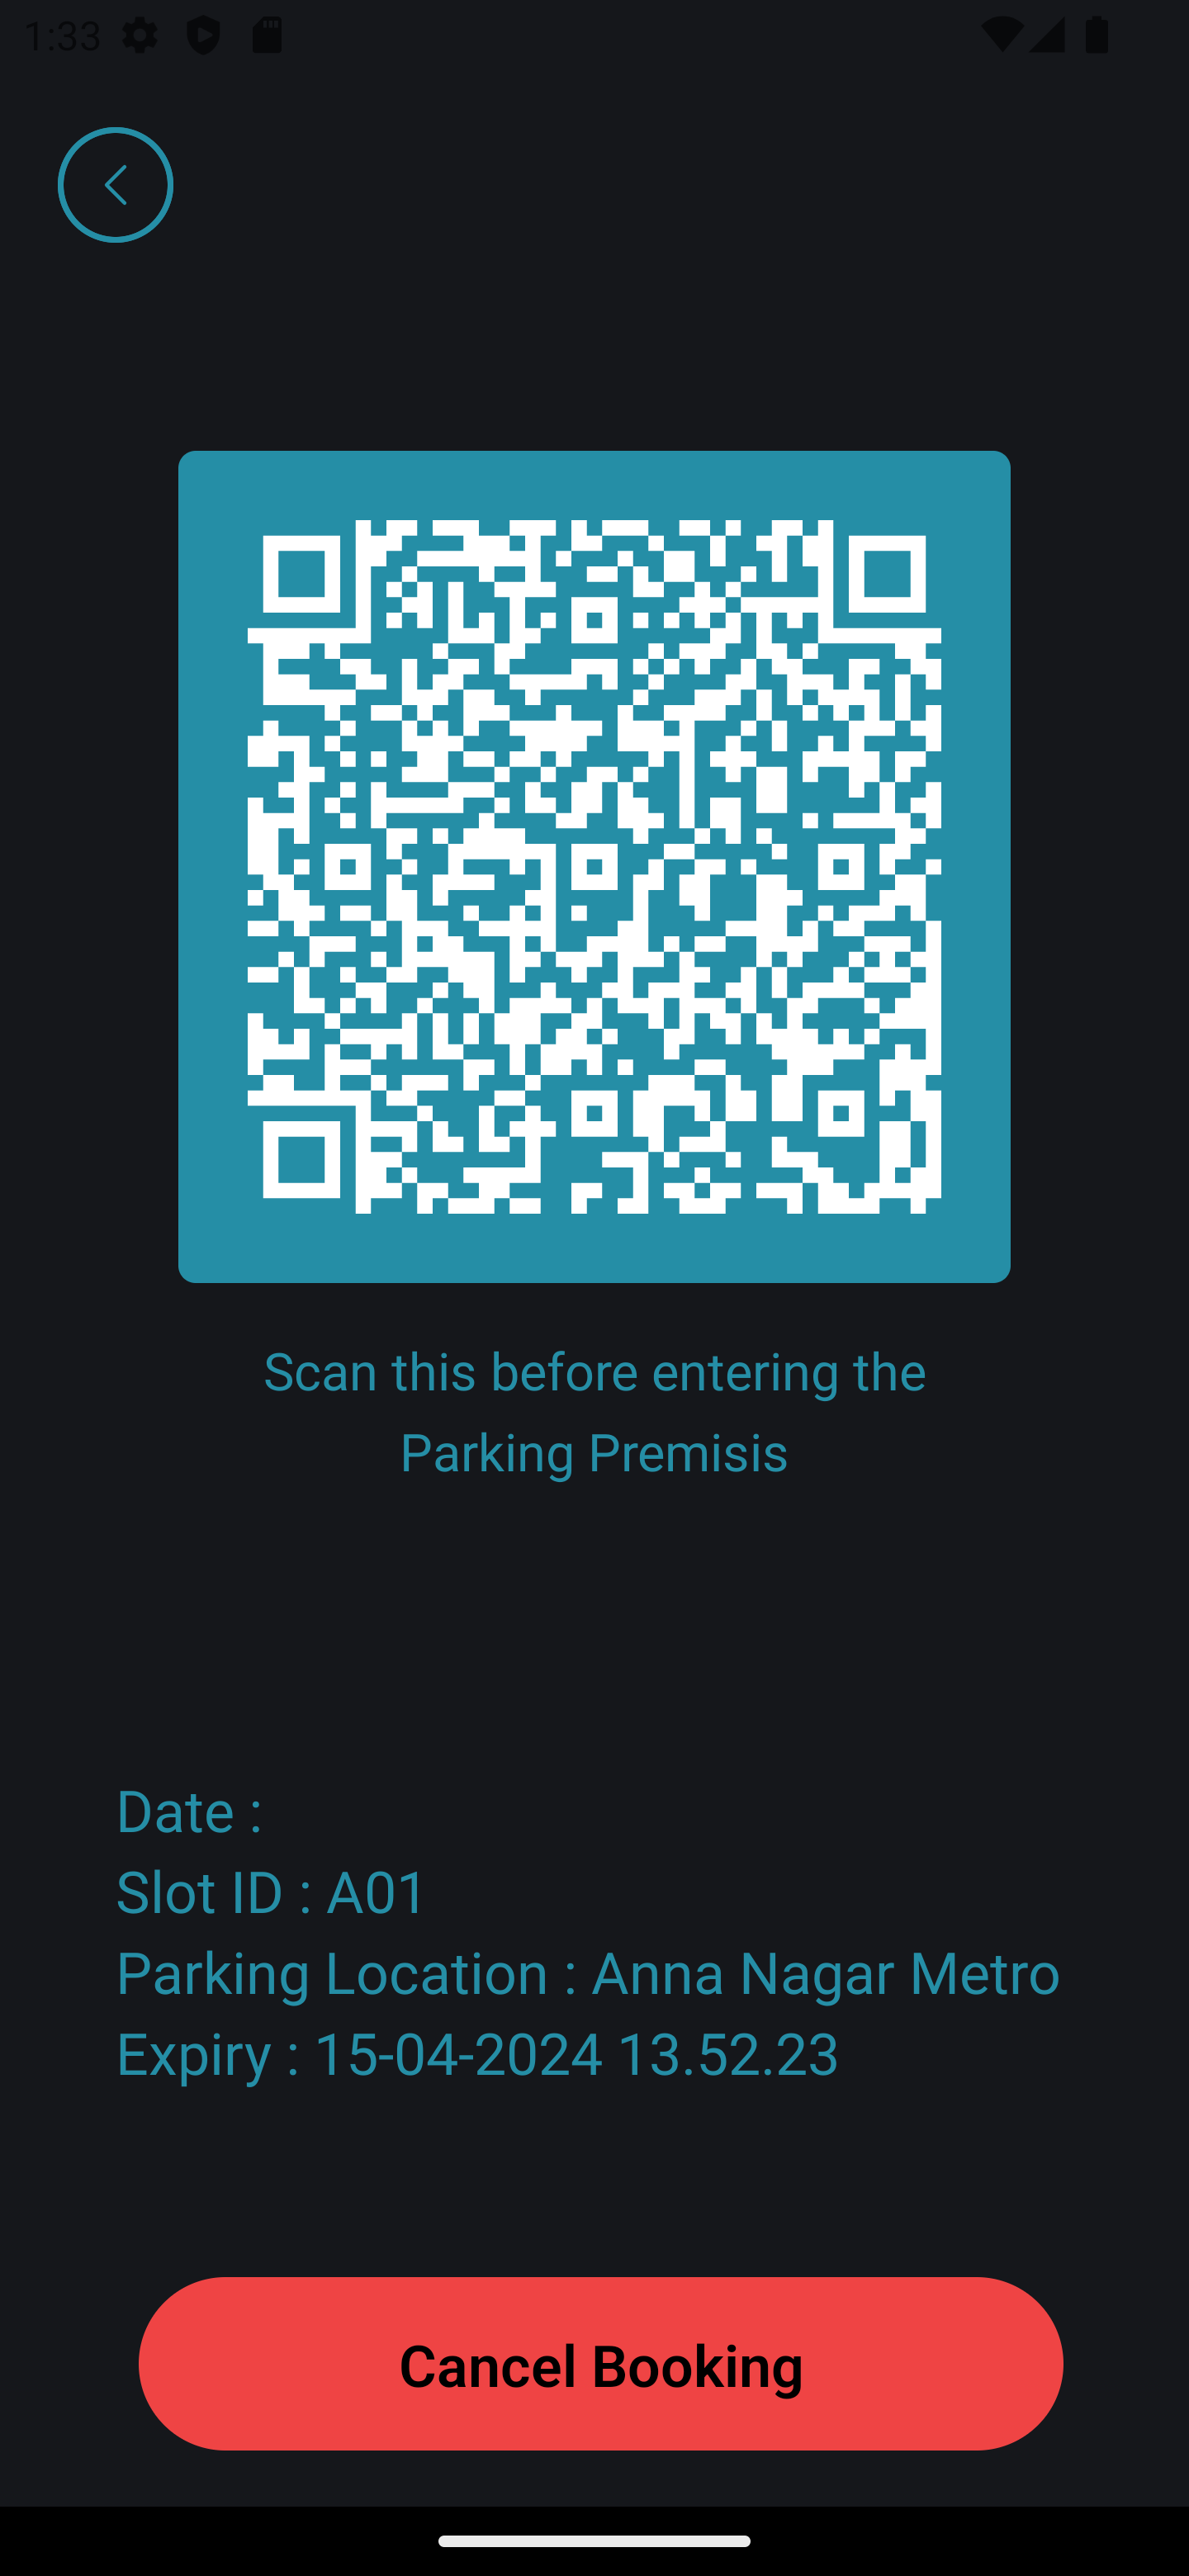 1:33
Scan this before entering the
Parking Premisis
Date :
Slot ID : A01
Parking Location : Anna Nagar Metro
Expiry : 15-04-2024 13.52.23
Cancel Booking